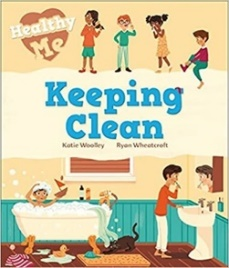 Healthy
Me
Keeping
Clean
Katie Woolley Ryan Wheatcroft